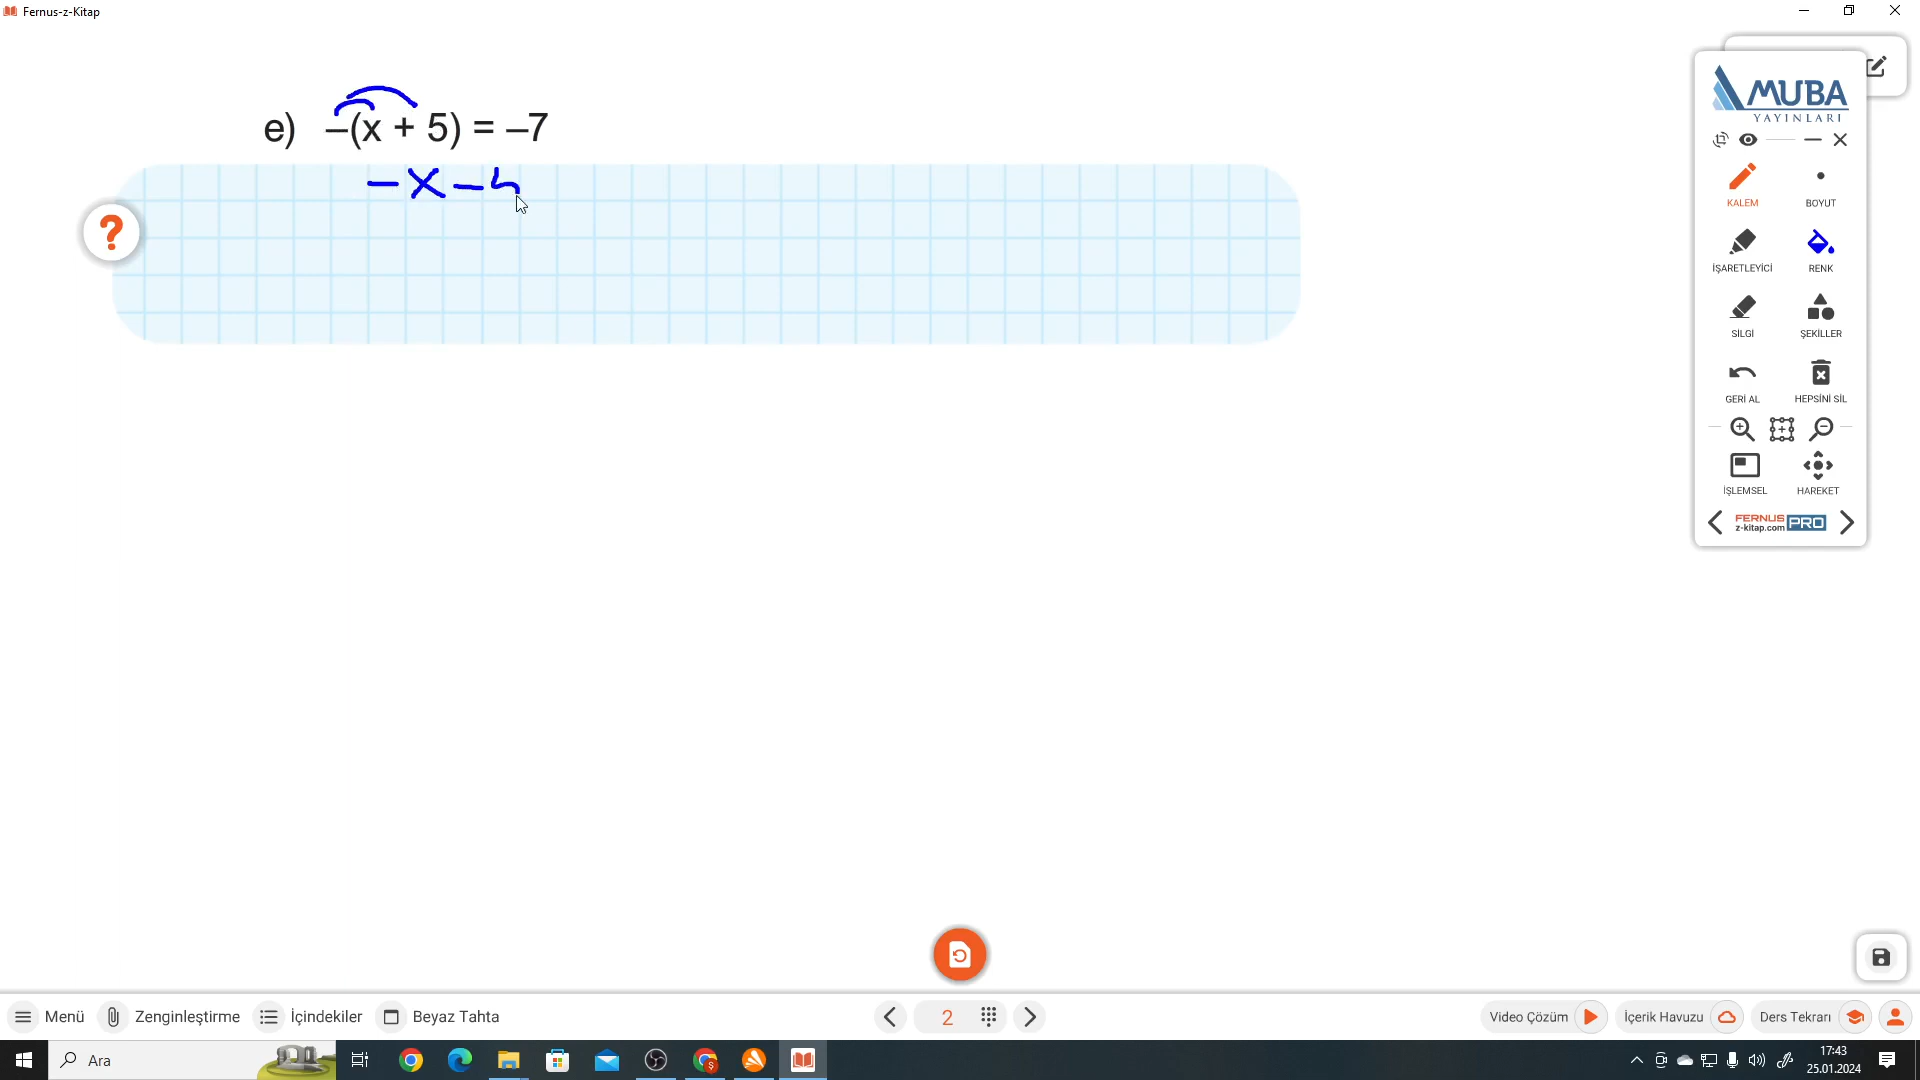 Fernus-z-Kitap
e) –(x + 5) = –7
– x –
?
MUBA
YAYINLARI
KALEM
BOYUT
İŞARETLEYİCİ
RENK
SİLGİ
ŞEKİLLER
GERİ AL
HEPSİNİ SİL
İŞLEMSEL
HAREKET
FERNUS
z-kitap.com
PRO
Menü
Zenginleştirme
İçindekiler
Beyaz Tahta
2
Video Çözüm
İçerik Havuzu
Ders Tekrarı
Ara
17:43
25.01.2024